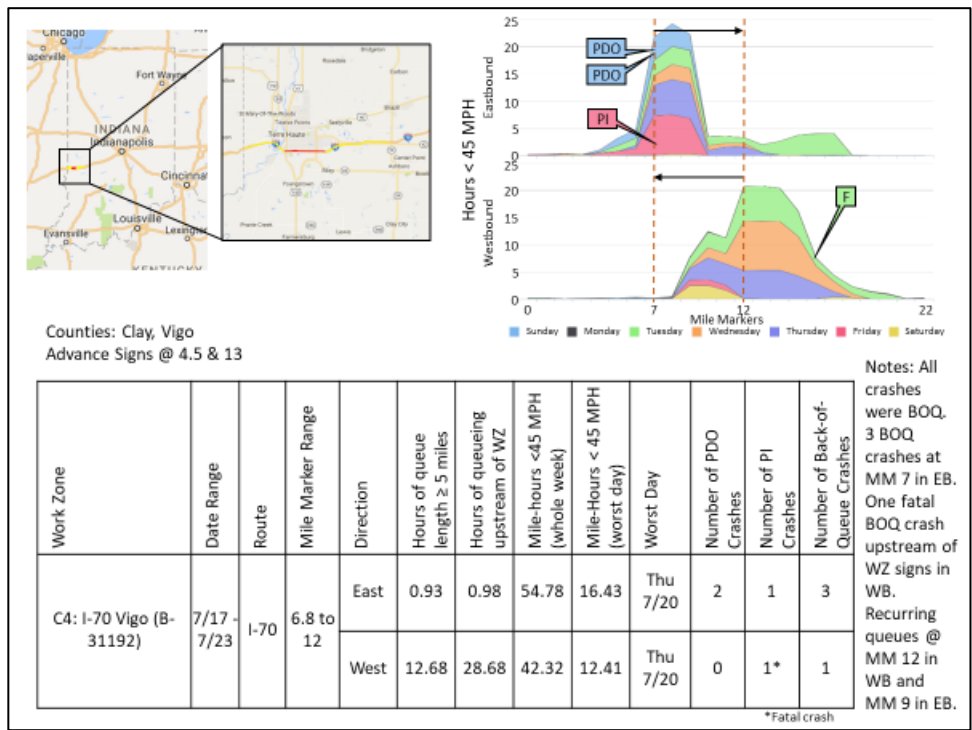 Chicago
aperville
Fort Wayne
INDIANA
Indianapolis
Cincinnat
Louisville
Evansville
Lexington
KENTUCKY
Terre Haute
Hours < 45 MPH
Eastbound
25
20
15
10
5
0
PDO
PDO
PI
Westbound
20
15
10
5
0
F
0 7 12 22
Mile Markers
Sunday Monday Tuesday Wednesday Thursday Friday Saturday
Counties: Clay, Vigo
Advance Signs @ 4.5 & 13
Work Zone
Date Range
Route
Mile Marker Range
Direction
Hours of queue
length ≥ 5 miles
Hours of queueing
upstream of WZ
Mile-hours <45 MPH
(whole week)
Mile-Hours < 45 MPH
(worst day)
Worst Day
Number of PDO
Crashes
Number of PI
Crashes
Number of Back-of-
Queue Crashes
C4: I-70 Vigo (B-
31192)
7/17 -
7/23
I-70
6.8 to
12
East 0.93 0.98 54.78 16.43 Thu
7/20 2 1 3
West 12.68 28.68 42.32 12.41 Thu
7/20 0 1* 1
*Fatal crash
Notes: All
crashes
were BOQ.
3 BOQ
crashes at
MM 7 in EB.
One fatal
BOQ crash
upstream of
WZ signs in
WB.
Recurring
queues @
MM 12 in
WB and
MM 9 in EB.